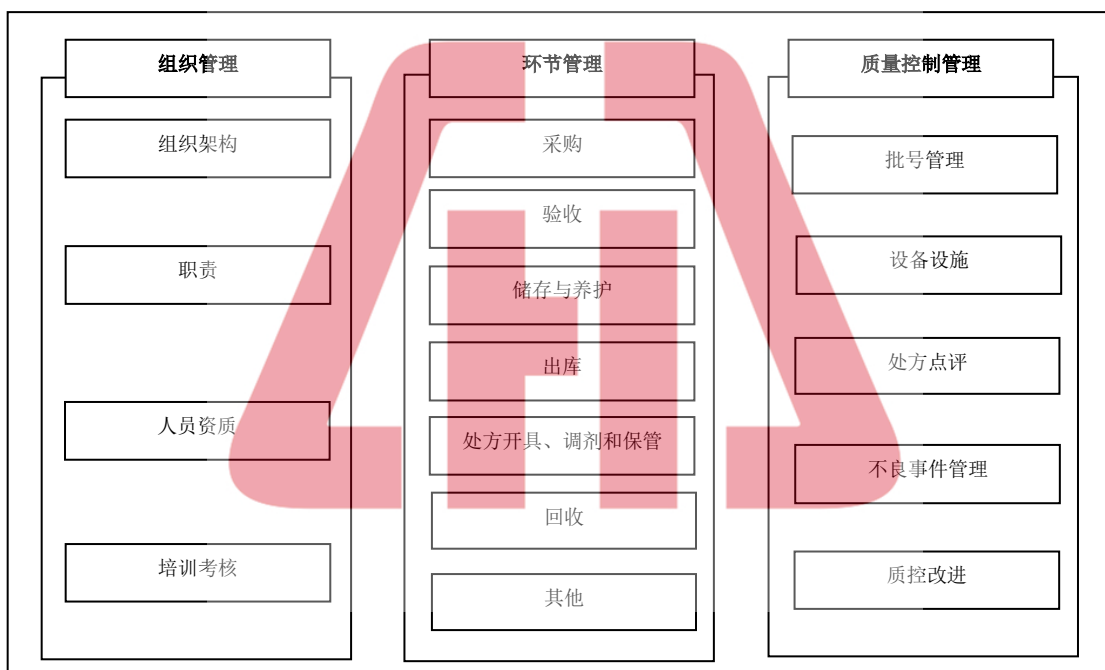 组织管理
组织架构
职责
人员资质
培训考核
环节管理
采购
验收
储存与养护
出库
处方开具、调剂和保管
回收
其他
质量控制管理
批号管理
设备设施
处方点评
不良事件管理
质控改进